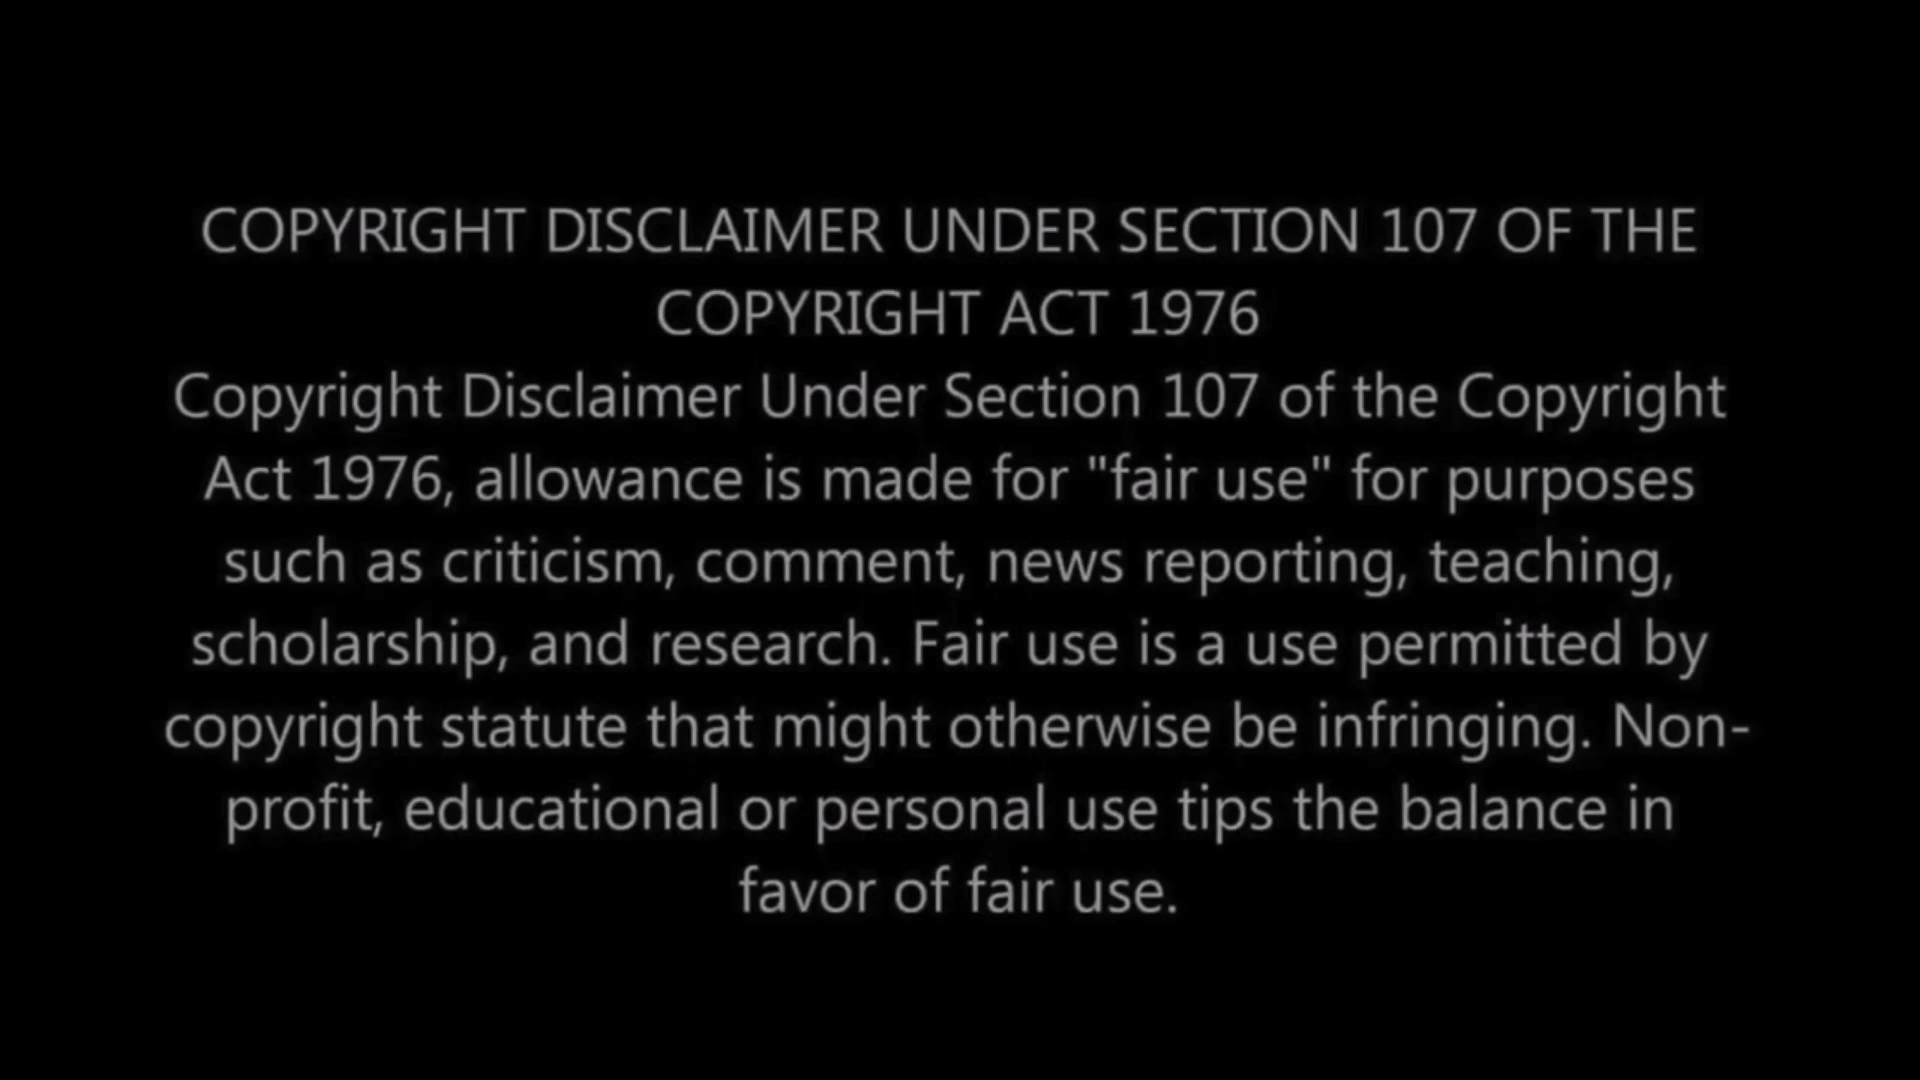 COPYRIGHT DISCLAIMER UNDER SECTION 107 OF THE
COPYRIGHT ACT 1976
Copyright Disclaimer Under Section 107 of the Copyright
Act 1976, allowance is made for "fair use" for purposes
such as criticism, comment, news reporting, teaching,
scholarship, and research. Fair use is a use permitted by
copyright statute that might otherwise be infringing. Non-
profit, educational or personal use tips the balance in
favor of fair use.